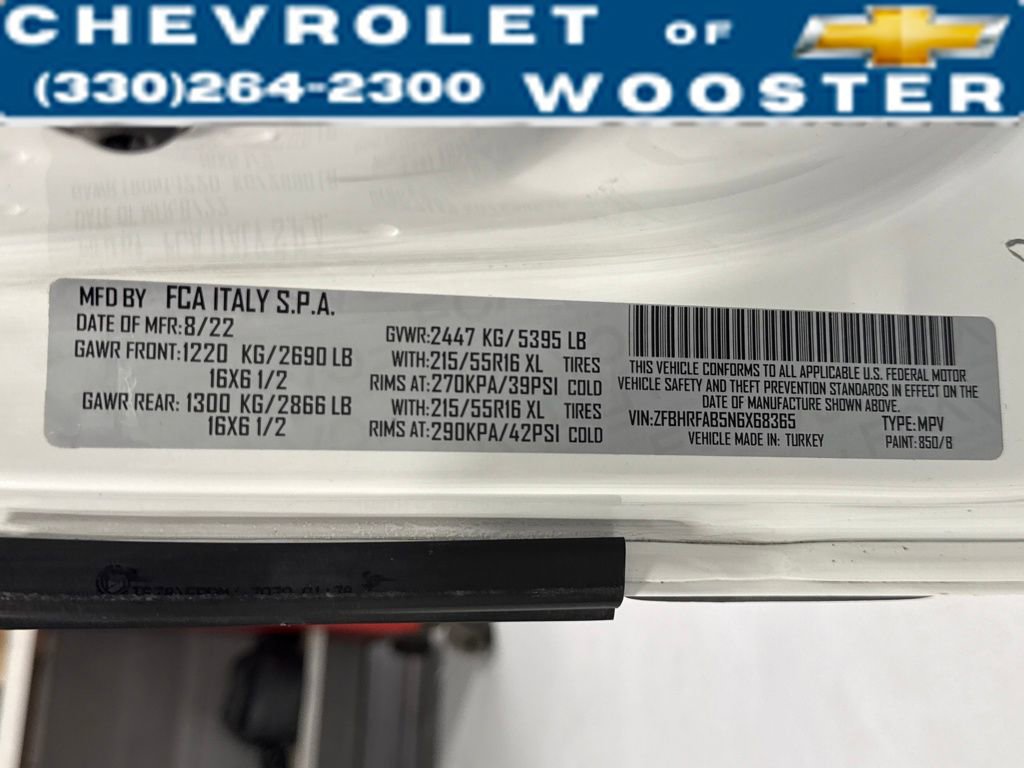 CHEVROLET OF
(330)264-2300 WOOSTER
MFD BY FCA ITALY S.P.A.
DATE OF MFR:8/22
GAWR FRONT:1220 KG/2690 LB
16X6 1/2
GAWR REAR: 1300 KG/2866 LB
16X6 1/2
GVWR:2447 KG/5395 LB
WITH:215/55R16 XL TIRES
RIMS AT:270KPA/39PSI COLD
WITH:215/55R16 XL TIRES
RIMS AT:290KPA/42PSI COLD
THIS VEHICLE CONFORMS TO ALL APPLICABLE U.S. FEDERAL MOTOR
VEHICLE SAFETY AND THEFT PREVENTION STANDARDS IN EFFECT ON THE
DATE OF MANUFACTURE SHOWN ABOVE.
VIN:ZFBHRFAB5N6X68365 TYPE:MPV
VEHICLE MADE IN: TURKEY PAINT: 850/B